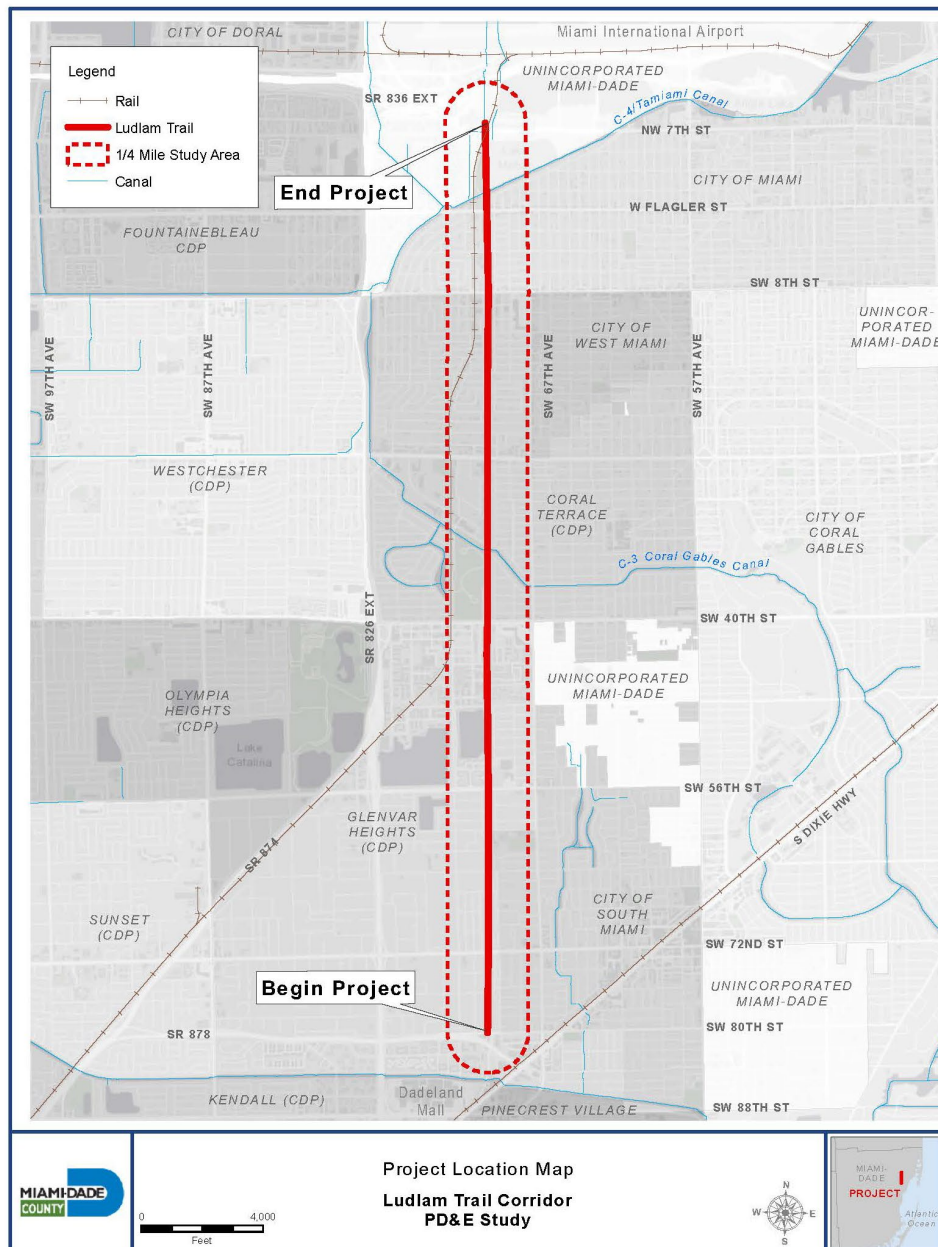 CITY OF DORAL
Miami International Airport
Legend
Rail
Ludlam Trail
1/4 Mile Study Area
Canal
UNINCORPORATED
MIAMI-DADE
SR 836 EXT
C-4/Tamiami Canal
NW 7TH ST
End Project
CITY OF MIAMI
W FLAGLER ST
FOUNTAINEBLEAU
CDP
SW 8TH ST
CITY OF
WEST MIAMI
UNINCOR-
PORATED
MIAMI-DADE
SW 97TH AVE
SW 87TH AVE
SW 67TH AVE
SW 57TH AVE
WESTCHESTER
(CDP)
CORAL
TERRACE
(CDP)
CITY OF
CORAL
GABLES
C-3 Coral Gables Canal
SR 826 EXT
SW 40TH ST
OLYMPIA
HEIGHTS
(CDP)
UNINCORPORATED
MIAMI-DADE
Lake
Catalina
SW 56TH ST
GLENVAR
HEIGHTS
(CDP)
S DIXIE HWY
SR 874
SUNSET
(CDP)
CITY OF
SOUTH
MIAMI
SW 72ND ST
Begin Project
UNINCORPORATED
MIAMI-DADE
SR 878
SW 80TH ST
KENDALL (CDP)
Dadeland
Mall
PINECREST VILLAGE
SW 88TH ST
MIAMI-DADE
COUNTY
0 4,000
Feet
Project Location Map
Ludlam Trail Corridor
PD&E Study
N
W E
S
MIAMI-
DADE
PROJECT
Atlantic
Ocean